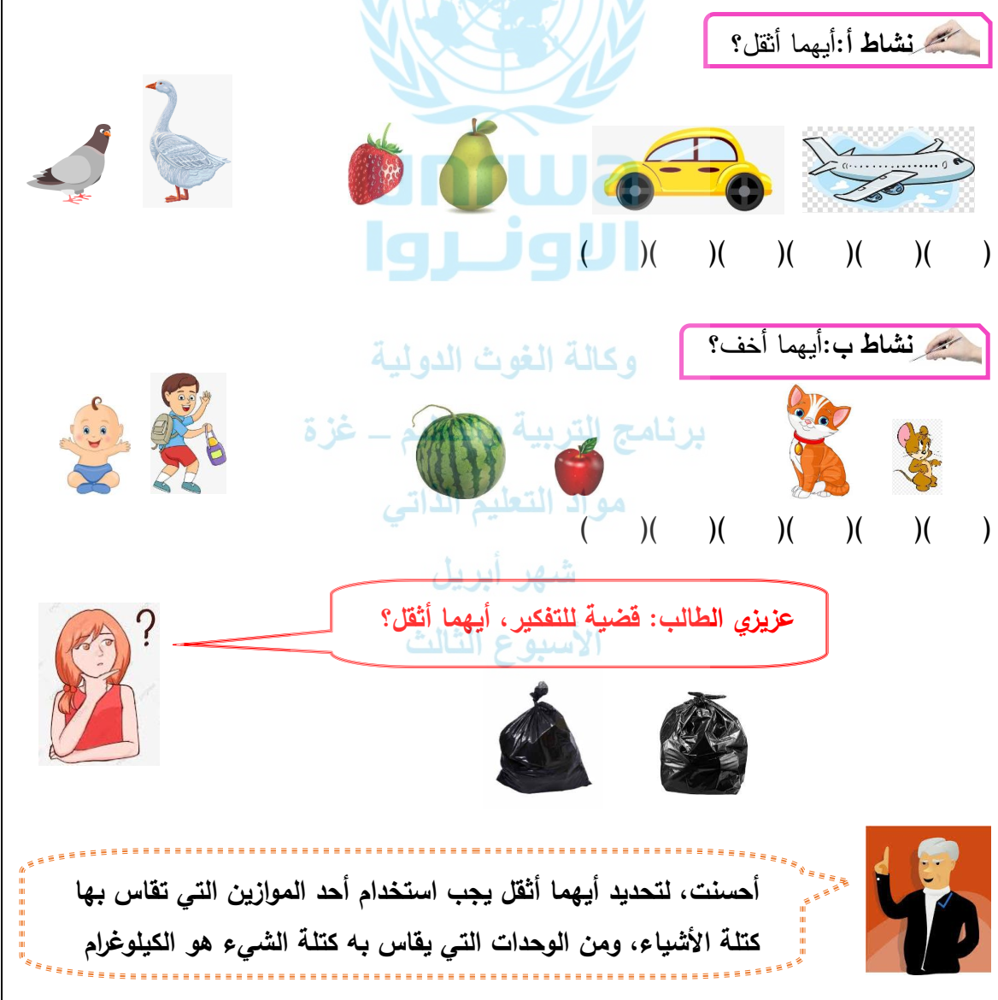 نشاط أ:أيهما أثقل؟
unrwa
الاونروا
( )( )( )( )( )( )
نشاط ب:أيهما أخف؟
وكالة الغوث الدولية
برنامج التربية والتعليم – غزة
مواد التعليم الذاتي
( )( )( )( )( )( )
شهر أبريل
عزيزي الطالب: قضية للتفكير، أيهما أثقل؟
?
الاسبوع الثالث
أحسنت، لتحديد أيهما أثقل يجب استخدام أحد الموازين التي تقاس بها
كتلة الأشياء، ومن الوحدات التي يقاس به كتلة الشيء هو الكيلوغرام